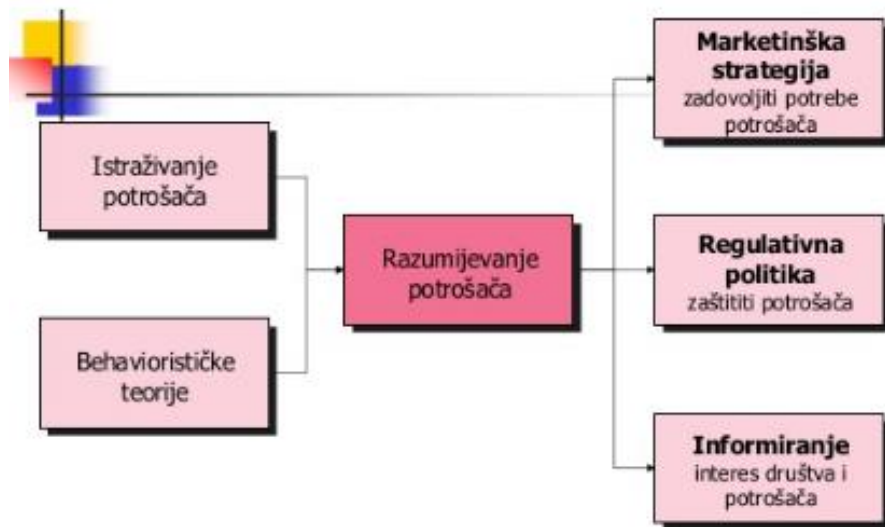 Istraživanje
potrošača
Behaviorističke
teorije
Razumijevanje
potrošača
Marketinška
strategija
zadovoljiti potrebe
potrošača
Regulativna
politika
zaštititi potrošača
Informiranje
interes društva i
potrošača